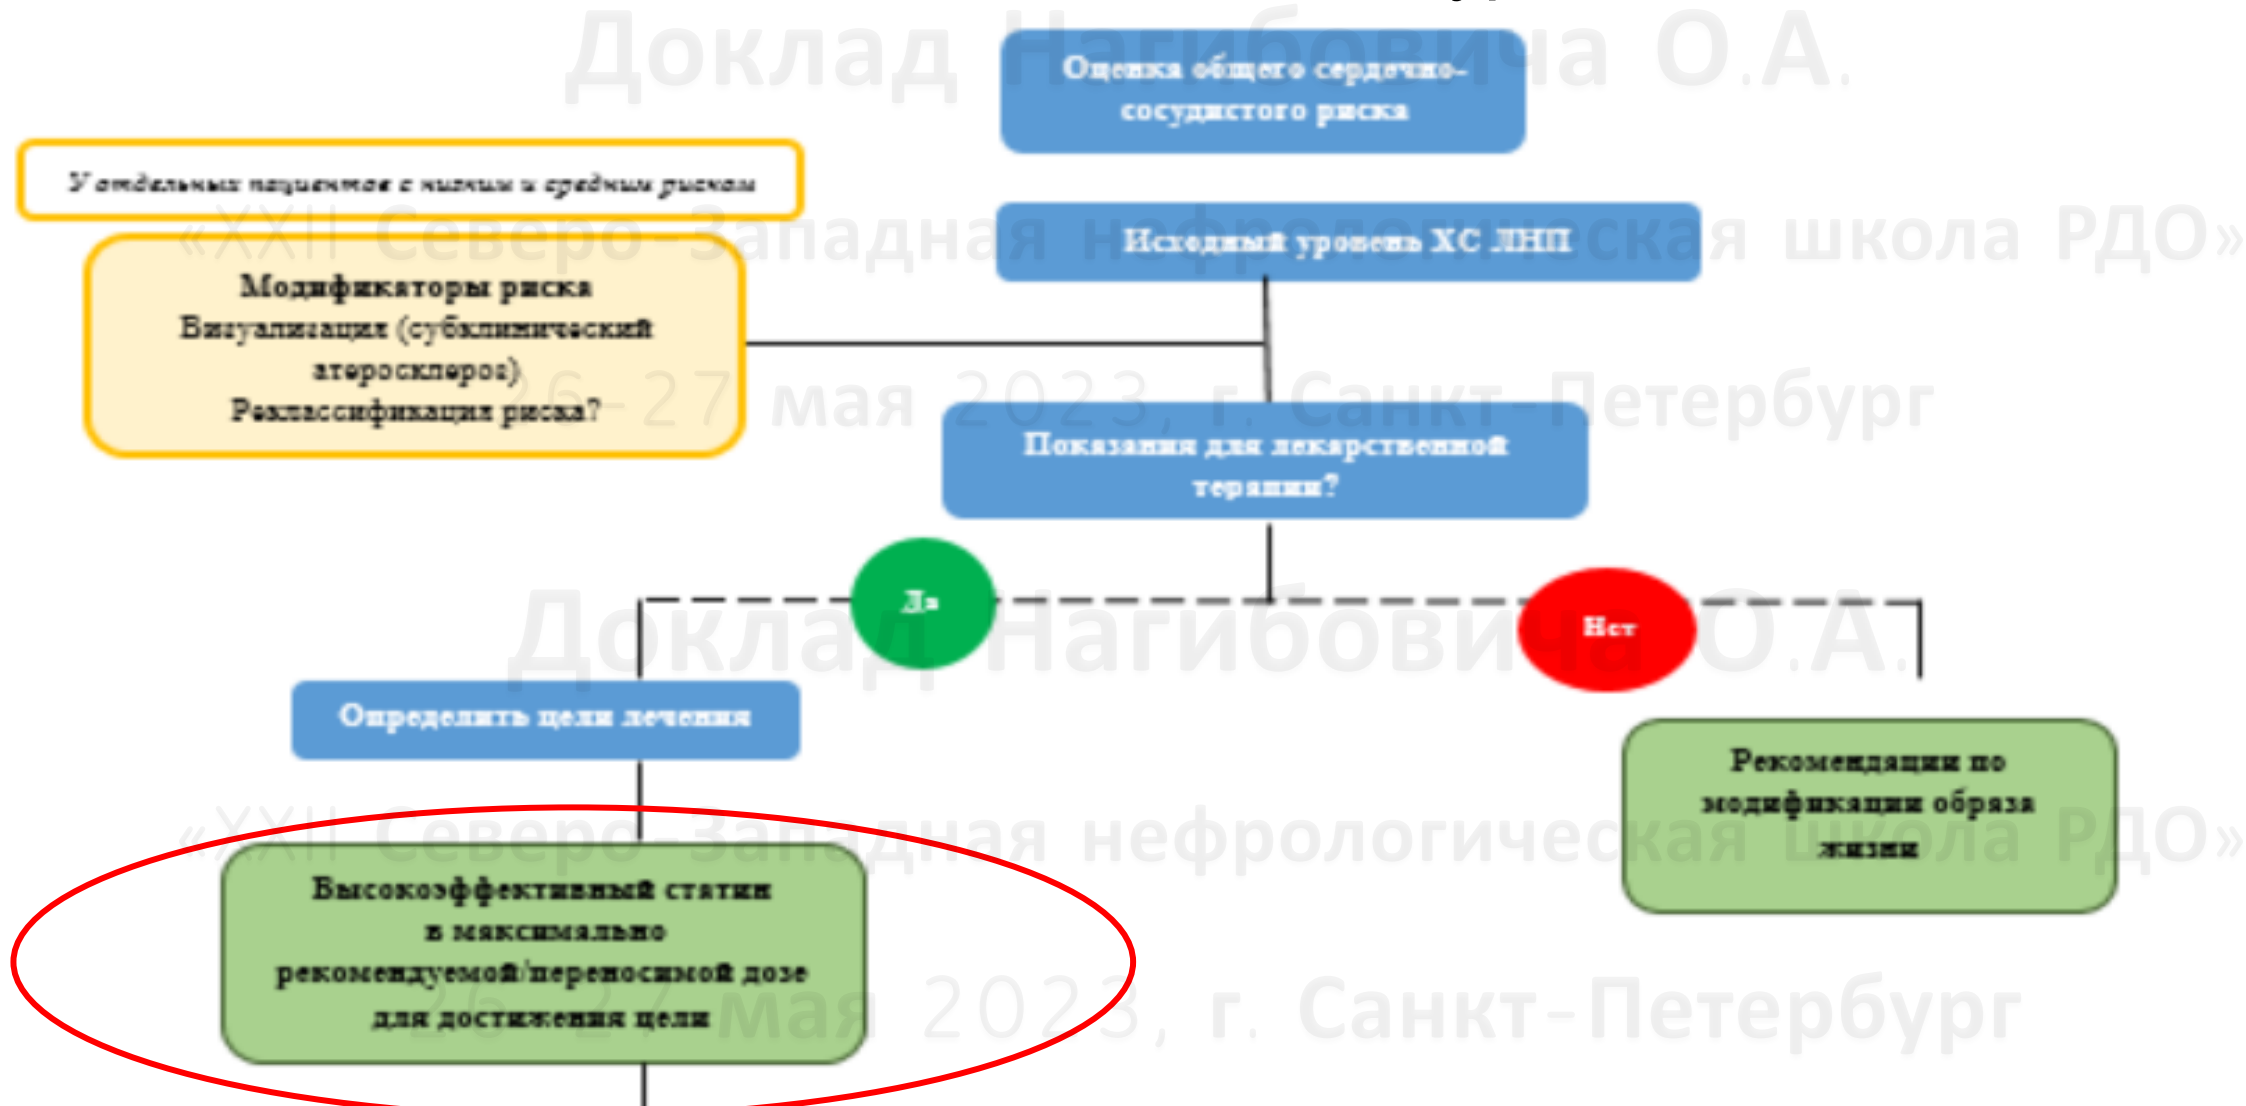 Доклад Нагибовича О.А.
Оценка общего сердечно-
сосудистого риска
У отдельных пациентов с низким и средним риском
«XXII Северо-Западная нефрологическая школа РДО»
Исходный уровень ХС ЛНП
Модификаторы риска
Визуализация (субклинический
атеросклероз)
Реклассификация риска?
26-27 мая 2023, г. Санкт-Петербург
Показания для лекарственной
терапии?
Да
Нет
Доклад Нагибовича О.А.
Определить цели лечения
Рекомендации по
модификации образа
жизни
«XXII Северо-Западная нефрологическая школа РДО»
Высокоэффективный статин
в максимально
рекомендуемой/переносимой дозе
для достижения цели
26-27 мая 2023, г. Санкт-Петербург